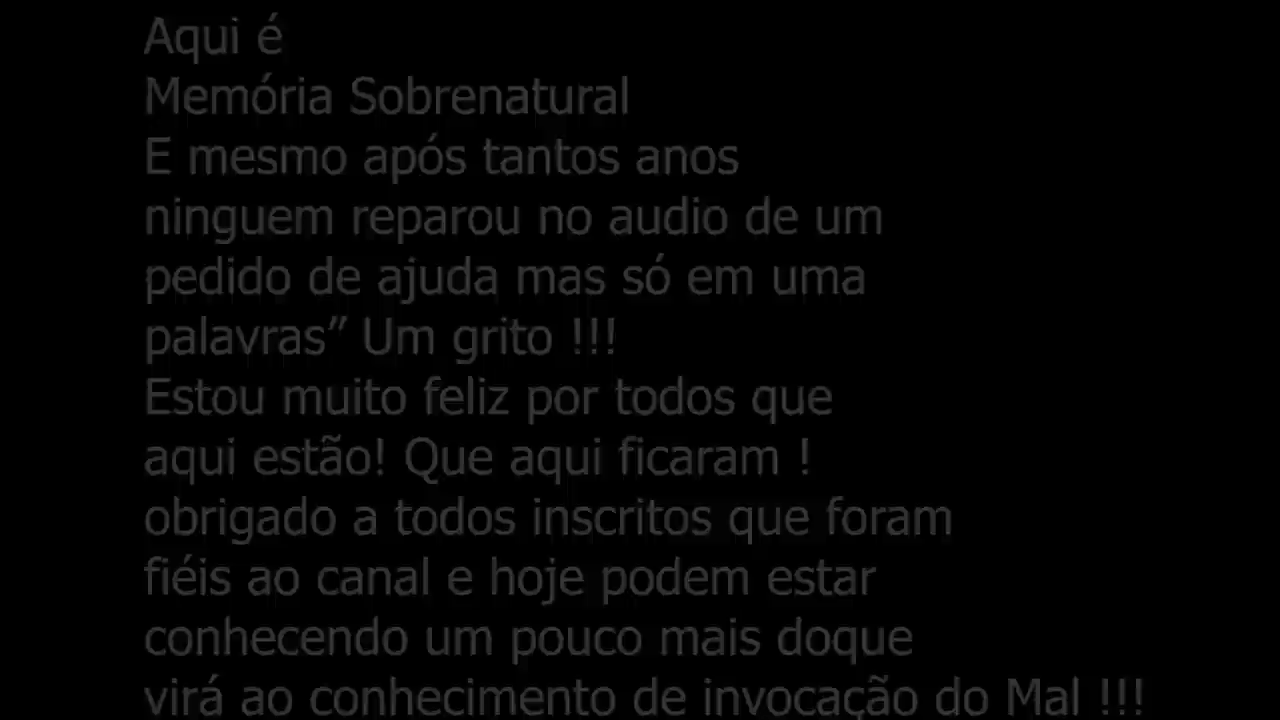 Aqui é
Memória Sobrenatural
E mesmo após tantos anos
ninguem reparou no audio de um
pedido de ajuda mas só em uma
palavras” Um grito !!!
Estou muito feliz por todos que
aqui estão! Que aqui ficaram !
obrigado a todos inscritos que foram
fiéis ao canal e hoje podem estar
conhecendo um pouco mais doque
virá ao conhecimento de invocação do Mal !!!